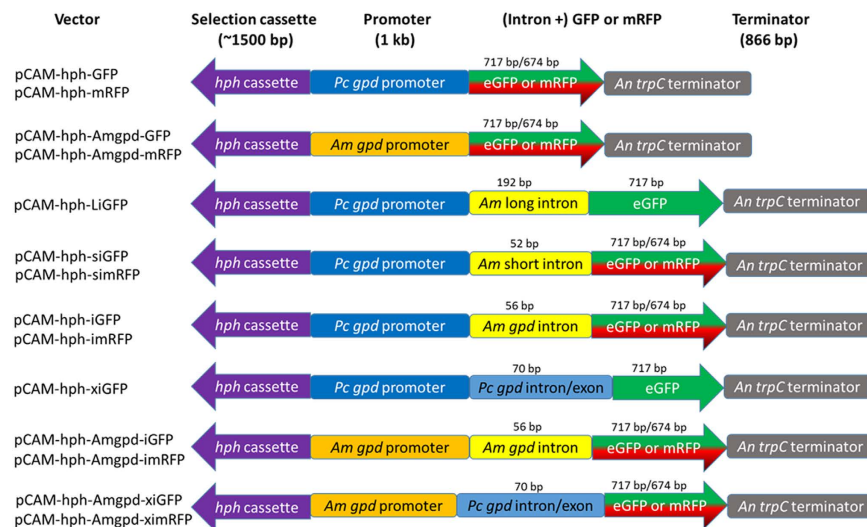 Vector Selection cassette Promoter (Intron +) GFP or mRFP Terminator
(~1500 bp) (1 kb) (866 bp)
717 bp/674 bp
pCAM-hph-GFP
pCAM-hph-mRFP
hph cassette Pc gpd promoter eGFP or mRFP An trpC terminator
717 bp/674 bp
pCAM-hph-Amgpd-GFP
pCAM-hph-Amgpd-mRFP
hph cassette Am gpd promoter eGFP or mRFP An trpC terminator
192 bp 717 bp
pCAM-hph-LiGFP hph cassette Pc gpd promoter Am long intron eGFP An trpC terminator
52 bp 717 bp/674 bp
pCAM-hph-siGFP
pCAM-hph-simRFP
hph cassette Pc gpd promoter Am short intron eGFP or mRFP An trpC terminator
56 bp 717 bp/674 bp
pCAM-hph-iGFP
pCAM-hph-imRFP
hph cassette Pc gpd promoter Am gpd intron eGFP or mRFP An trpC terminator
70 bp 717 bp
pCAM-hph-xiGFP hph cassette Pc gpd promoter Pc gpd intron/exon eGFP An trpC terminator
56 bp 717 bp/674 bp
pCAM-hph-Amgpd-iGFP
pCAM-hph-Amgpd-imRFP
hph cassette Am gpd promoter Am gpd intron eGFP or mRFP An trpC terminator
70 bp 717 bp/674 bp
pCAM-hph-Amgpd-xiGFP
pCAM-hph-Amgpd-ximRFP
hph cassette Am gpd promoter Pc gpd intron/exon eGFP or mRFP An trpC terminator